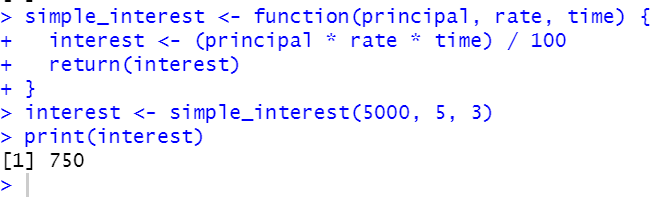 > simple_interest <- function(principal, rate, time) {
+   interest <- (principal * rate * time) / 100
+   return(interest)
+ }
> interest <- simple_interest(5000, 5, 3)
> print(interest)
[1] 750
>